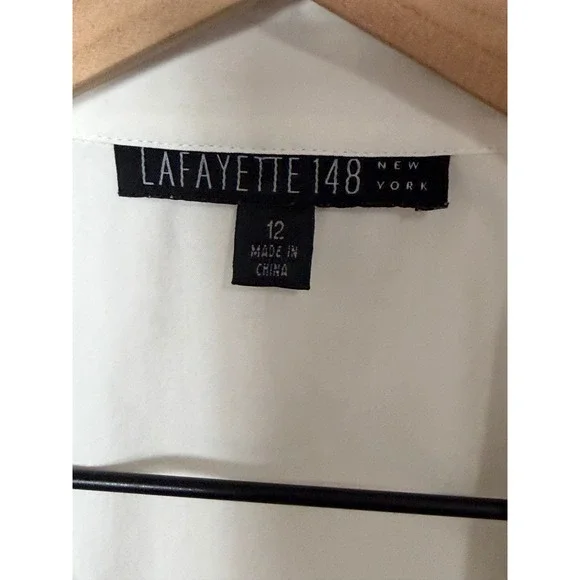 LAFAYETTE 148 NEW YORK
12
MADE IN
CHINA